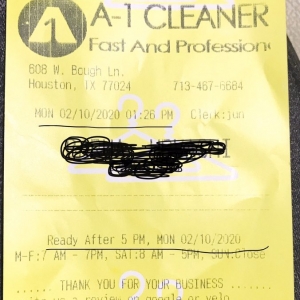 1
A-1 CLEANER
Fast And Profession
608 W. Bough Ln.
Houston, TX 77024 713-467-6684
MON 02/10/2020 01:26 PM Clerk:jun
Ready After 5 PM, MON 02/10/2020
M-F:7 AM - 7PM, SAT:8 AM - 5PM, SUN:Close
..... THANK YOU FOR YOUR BUSINESS .....
review on google or yelp